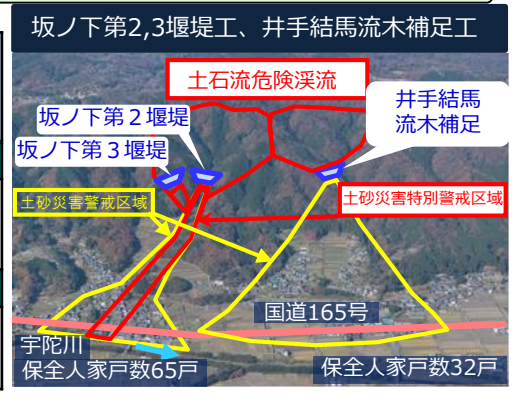 坂ノ下第2,3堰堤工、井手結馬流木補足工
土石流危険渓流
井手結馬
流木補足
坂ノ下第２堰堤
坂ノ下第３堰堤
土砂災害警戒区域
土砂災害特別警戒区域
国道165号
宇陀川
保全人家戸数65戸
保全人家戸数32戸